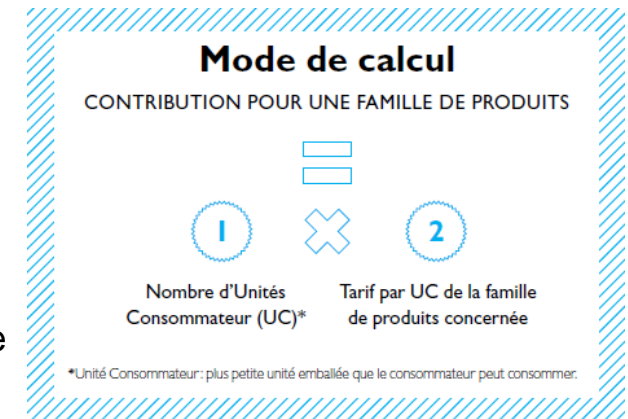 Mode de calcul
CONTRIBUTION POUR UNE FAMILLE DE PRODUITS
=
1 × 2
Nombre d'Unités Tarif par UC de la famille
Consommateur (UC)* de produits concernée
e
*Unité Consommateur : plus petite unité emballée que le consommateur peut consommer.